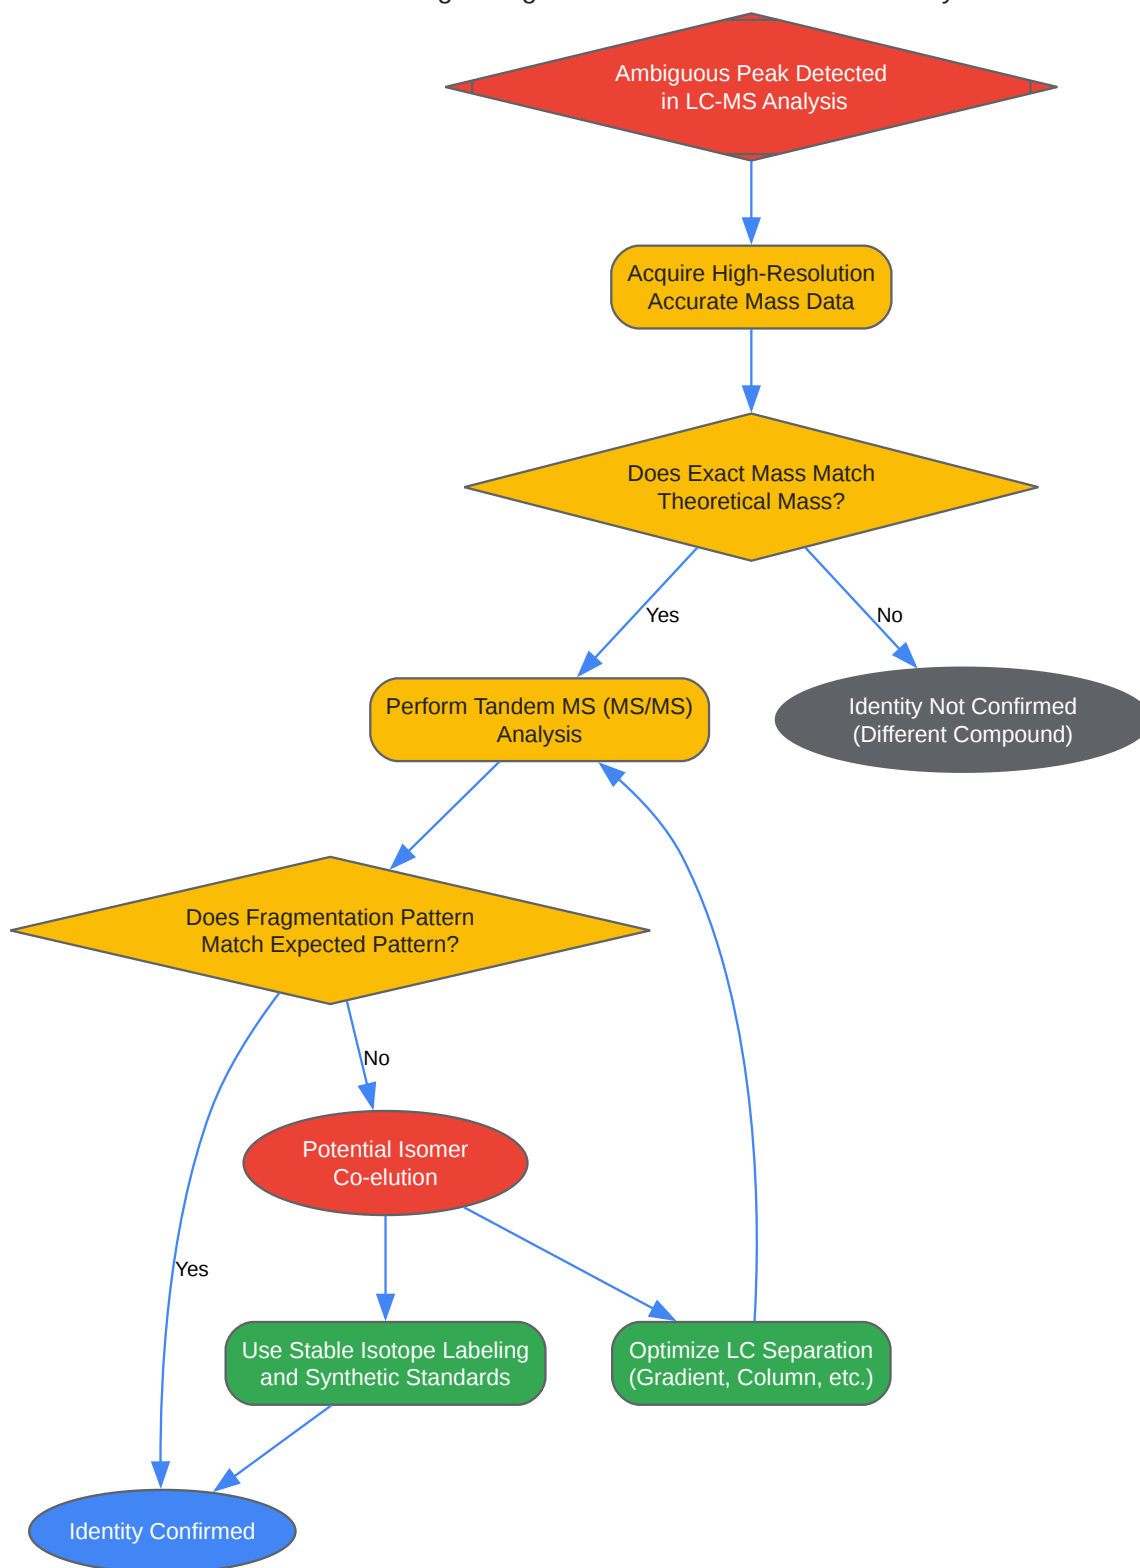 Ambiguous Peak Detected
in LC-MS Analysis
Acquire High-Resolution
Accurate Mass Data
Does Exact Mass Match
Theoretical Mass?
Yes
No
Perform Tandem MS (MS/MS)
Analysis
Identity Not Confirmed
(Different Compound)
Does Fragmentation Pattern
Match Expected Pattern?
No
Potential Isomer
Co-elution
Yes
Use Stable Isotope Labeling
and Synthetic Standards
Optimize LC Separation
(Gradient, Column, etc.)
Identity Confirmed